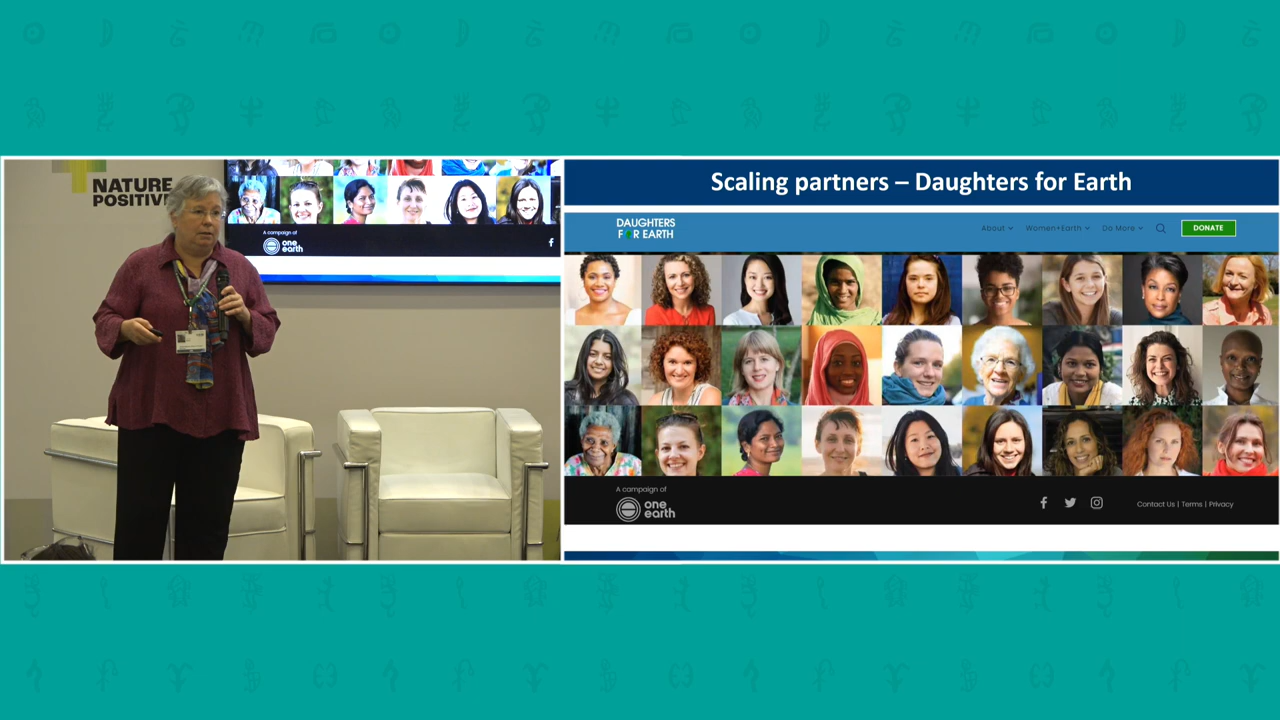 NATURE
POSITIVE
A campaign of
one
earth
Scaling partners – Daughters for Earth
DAUGHTERS
FOR EARTH
About
Women+Earth
Do More
DONATE
A campaign of
one
earth
Contact Us | Terms | Privacy